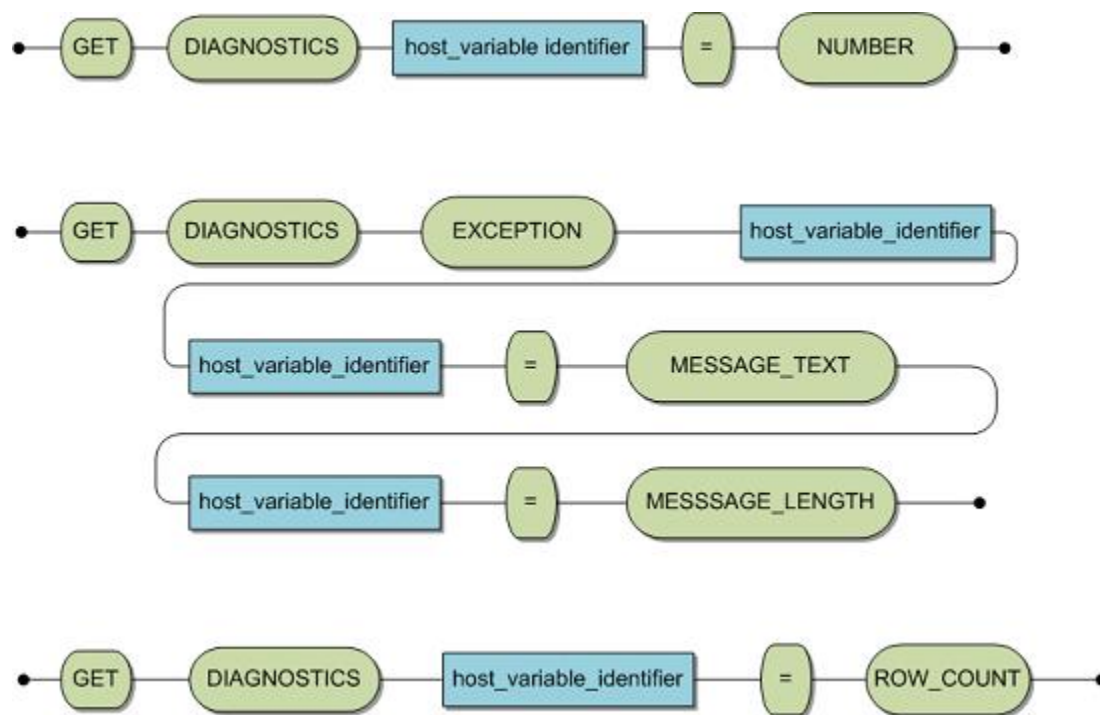 GET DIAGNOSTICS host_variable identifier = NUMBER
GET DIAGNOSTICS EXCEPTION host_variable_identifier
host_variable_identifier = MESSAGE_TEXT
host_variable_identifier = MESSSAGE_LENGTH
GET DIAGNOSTICS host_variable_identifier = ROW_COUNT